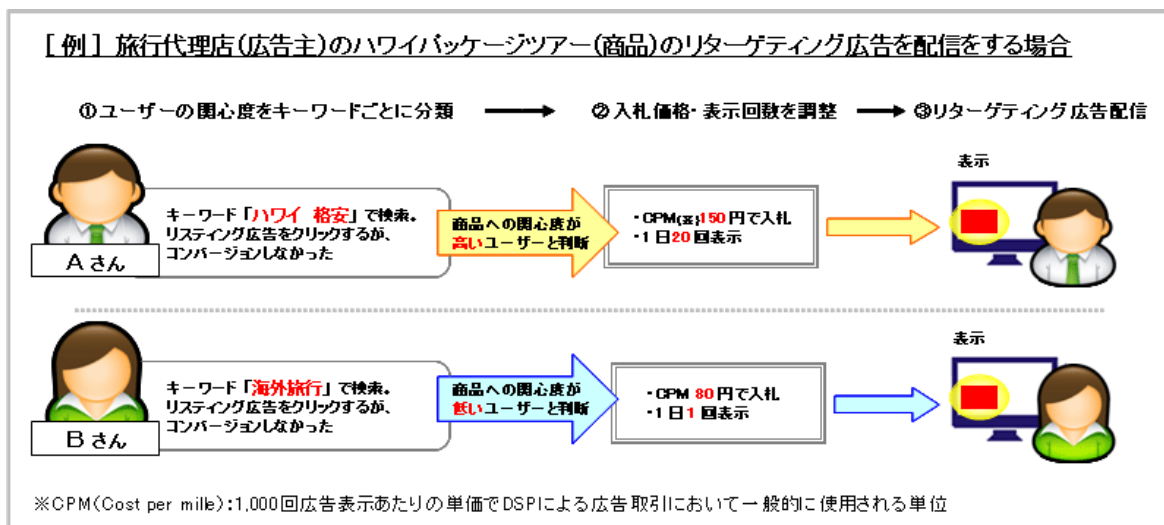 [例] 旅行代理店(広告主)のハワイパッケージツアー(商品)のリターゲティング広告を配信をする場合
①ユーザーの関心度をキーワードごとに分類
②入札価格・表示回数を調整
③リターゲティング広告配信
キーワード「ハワイ 格安」で検索。
リスティング広告をクリックするが、
コンバージョンしなかった
Aさん
商品への関心度が
高いユーザーと判断
・CPM(※)150円で入札
・1日20回表示
表示
キーワード「海外旅行」で検索。
リスティング広告をクリックするが、
コンバージョンしなかった
Bさん
商品への関心度が
低いユーザーと判断
・CPM 80円で入札
・1日1回表示
表示
※CPM(Cost per mille):1,000回広告表示あたりの単価でDSPによる広告取引において一般的に使用される単位